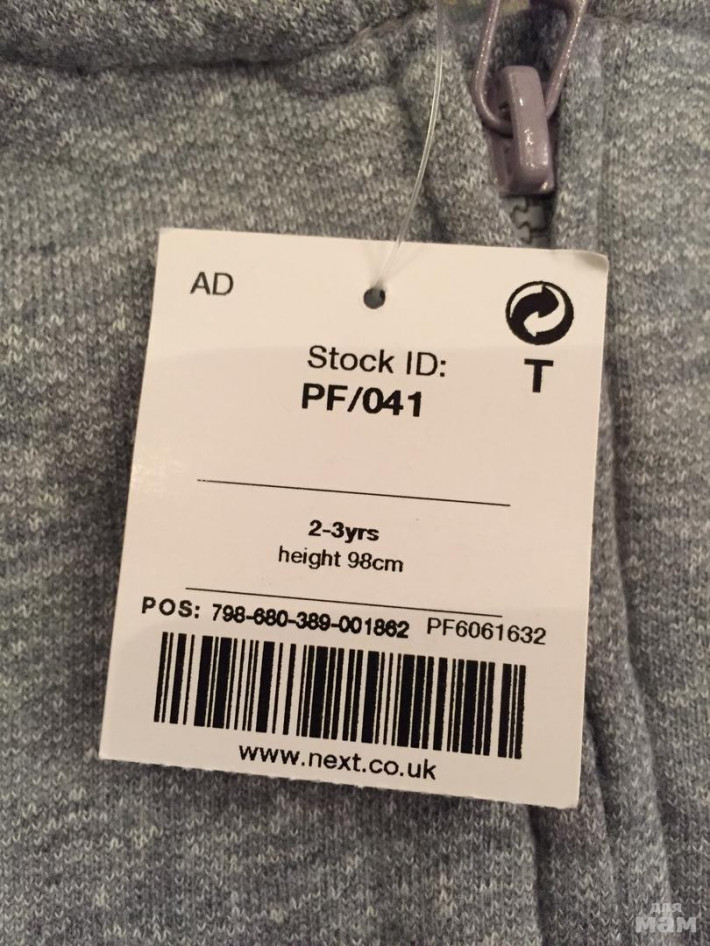 AD
Stock ID:
T
PF/041
2-3yrs
height 98cm
POS: 798-680-389-001862 PF6061632
www.next.co.uk
для
мам